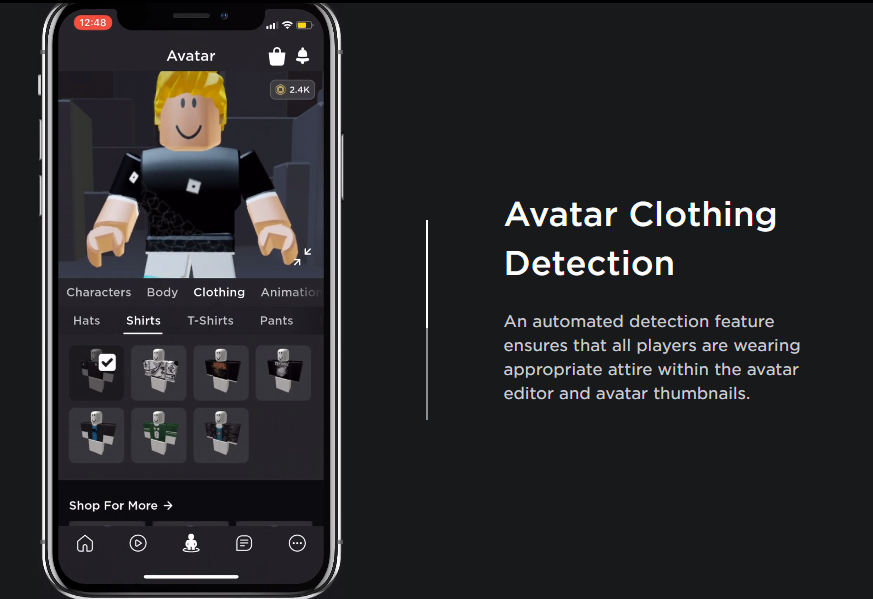 12:48
Avatar
2.4K
Characters Body Clothing Animation
Hats Shirts T-Shirts Pants
Shop For More →
Avatar Clothing
Detection
An automated detection feature
ensures that all players are wearing
appropriate attire within the avatar
editor and avatar thumbnails.